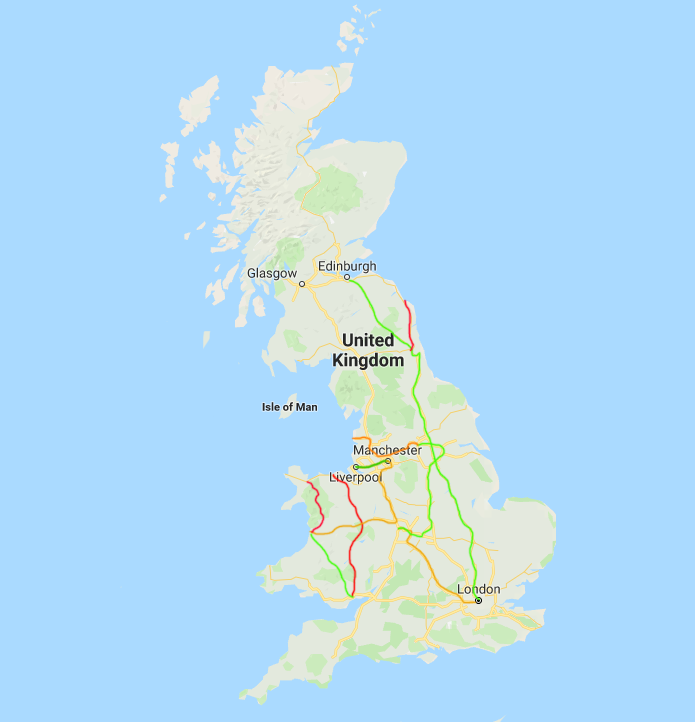 Edinburgh
Glasgow
United
Kingdom
Isle of Man
Manchester
Liverpool
London